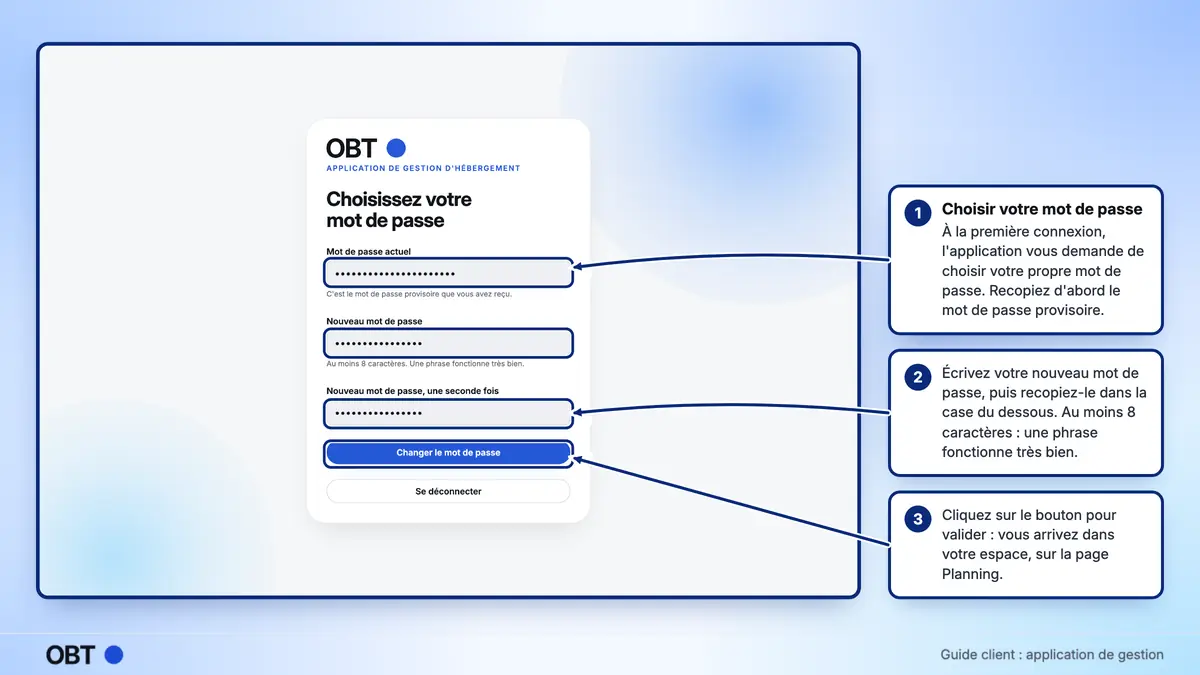 OBT
APPLICATION DE GESTION D'HÉBERGEMENT
Choisissez votre
mot de passe
Mot de passe actuel
••••••••••••••••••••••
C'est le mot de passe provisoire que vous avez reçu.
Nouveau mot de passe
••••••••••••••••
Au moins 8 caractères. Une phrase fonctionne très bien.
Nouveau mot de passe, une seconde fois
••••••••••••••••
Changer le mot de passe
Se déconnecter
1
Choisir votre mot de passe
À la première connexion,
l'application vous demande de
choisir votre propre mot de
passe. Recopiez d'abord le
mot de passe provisoire.
2
Écrivez votre nouveau mot de
passe, puis recopiez-le dans la
case du dessous. Au moins 8
caractères : une phrase
fonctionne très bien.
3
Cliquez sur le bouton pour
valider : vous arrivez dans
votre espace, sur la page
Planning.
OBT
Guide client : application de gestion